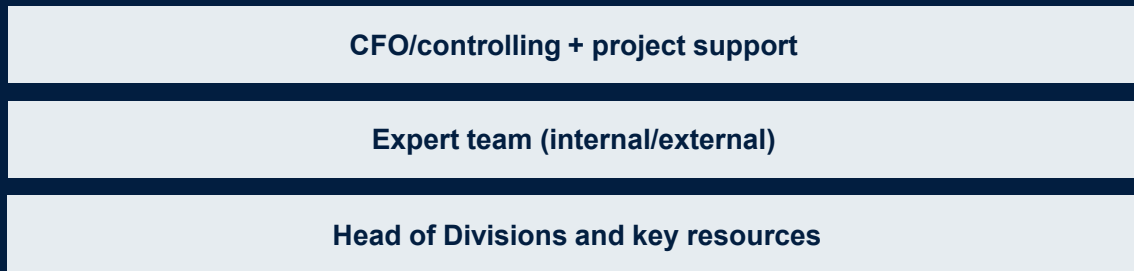 CFO/controlling + project support
Expert team (internal/external)
Head of Divisions and key resources